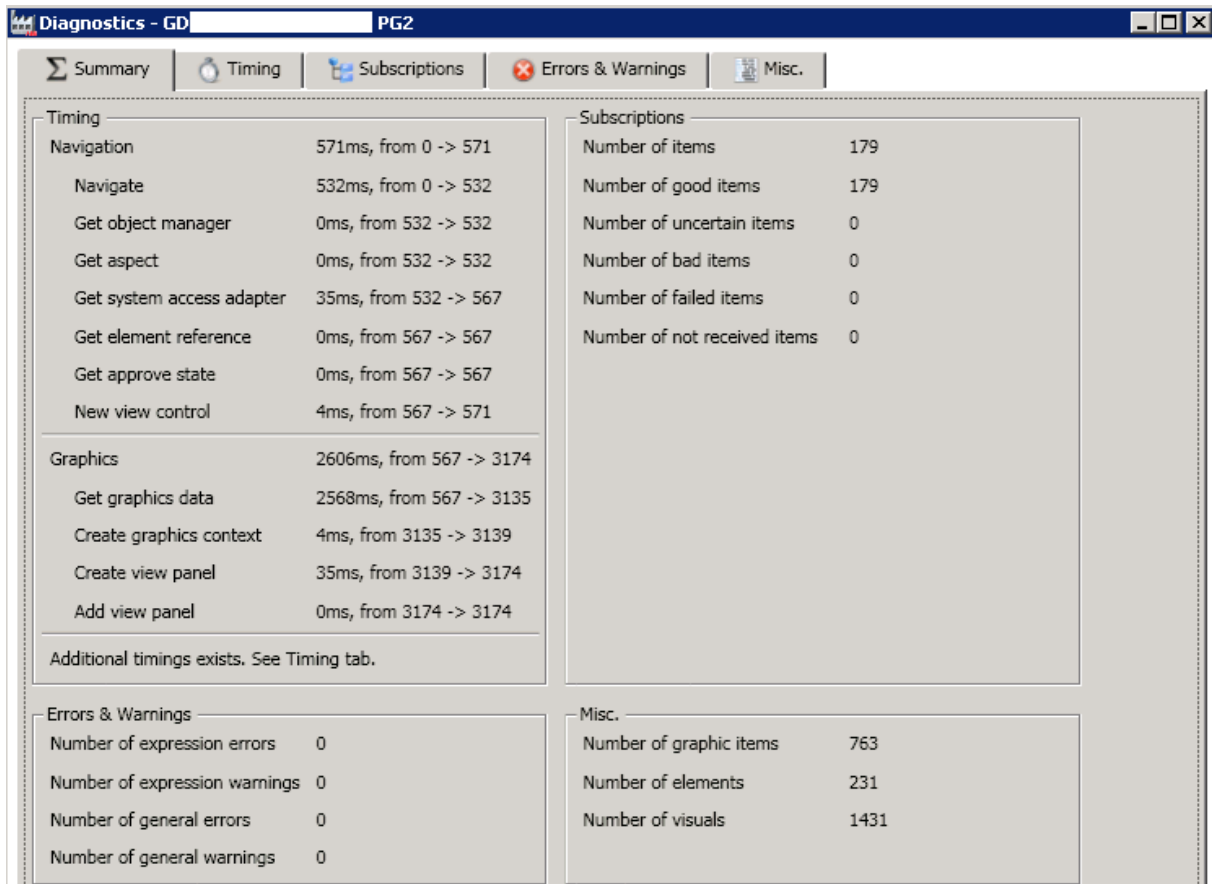 Diagnostics - GD PG2
Summary Timing Subscriptions Errors & Warnings Misc.
Timing
Navigation 571ms, from 0 -> 571
Navigate 532ms, from 0 -> 532
Get object manager 0ms, from 532 -> 532
Get aspect 0ms, from 532 -> 532
Get system access adapter 35ms, from 532 -> 567
Get element reference 0ms, from 567 -> 567
Get approve state 0ms, from 567 -> 567
New view control 4ms, from 567 -> 571
Graphics 2606ms, from 567 -> 3174
Get graphics data 2568ms, from 567 -> 3135
Create graphics context 4ms, from 3135 -> 3139
Create view panel 35ms, from 3139 -> 3174
Add view panel 0ms, from 3174 -> 3174
Additional timings exists. See Timing tab.
Subscriptions
Number of items 179
Number of good items 179
Number of uncertain items 0
Number of bad items 0
Number of failed items 0
Number of not received items 0
Errors & Warnings
Number of expression errors 0
Number of expression warnings 0
Number of general errors 0
Number of general warnings 0
Misc.
Number of graphic items 763
Number of elements 231
Number of visuals 1431